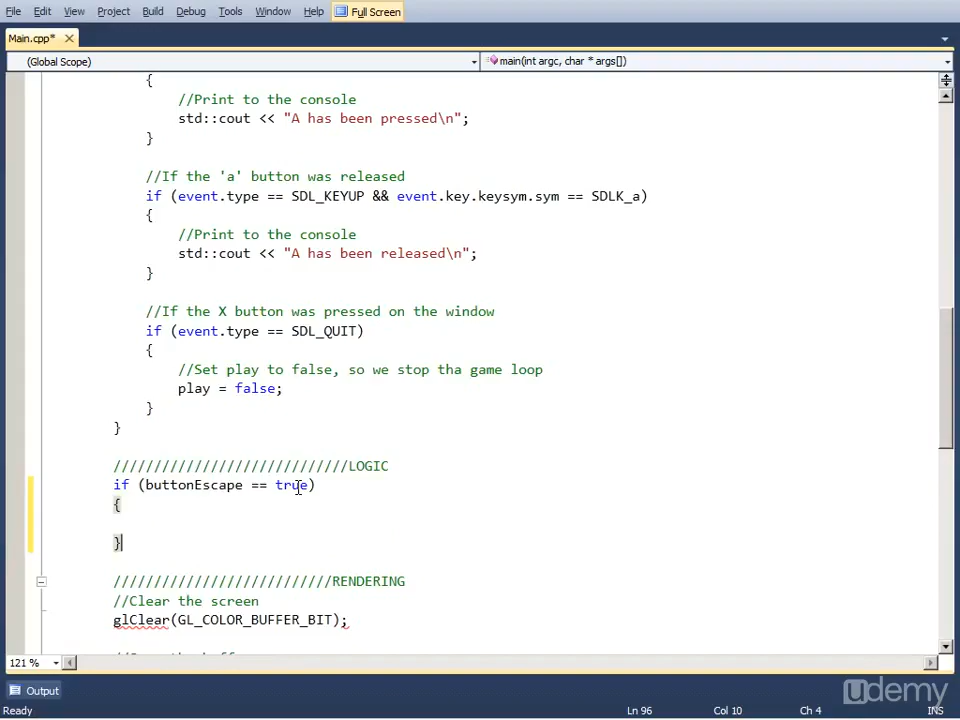 File Edit View Project Build Debug Tools Window Help Full Screen
Main.cpp*
(Global Scope) main(int argc, char * args[])
{
//Print to the console
std::cout << "A has been pressed\n";
}
//If the 'a' button was released
if (event.type == SDL_KEYUP && event.key.keysym.sym == SDLK_a)
{
//Print to the console
std::cout << "A has been released\n";
}
//If the X button was pressed on the window
if (event.type == SDL_QUIT)
{
//Set play to false, so we stop tha game loop
play = false;
}
}
/////////////////////////////LOGIC
if (buttonEscape == true)
{
}
///////////////////////////RENDERING
//Clear the screen
glClear(GL_COLOR_BUFFER_BIT);
121 %
Output
udemy
Ready Ln 96 Col 10 Ch 4 INS